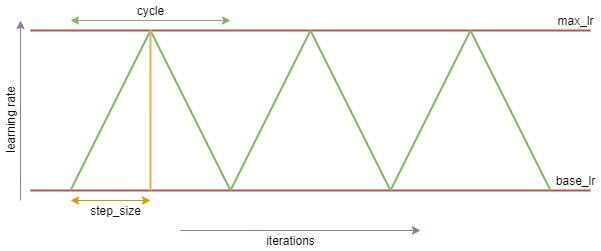 cycle
max_lr
learning rate
base_lr
step_size
iterations